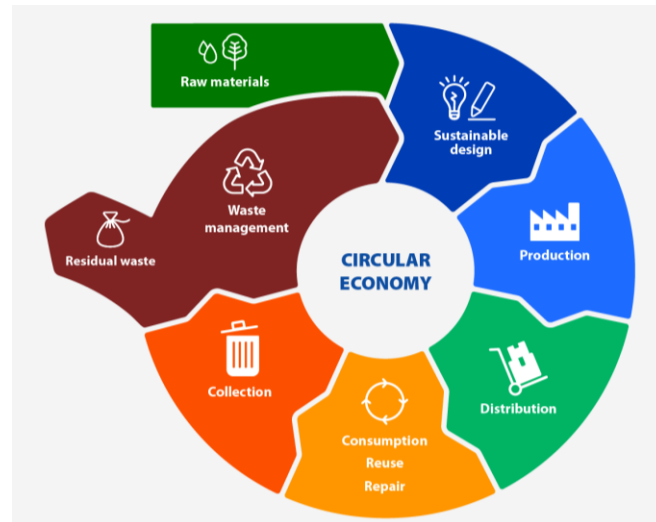 Raw materials
Sustainable
design
Production
Distribution
Consumption
Reuse
Repair
Collection
Waste
management
Residual waste
CIRCULAR
ECONOMY